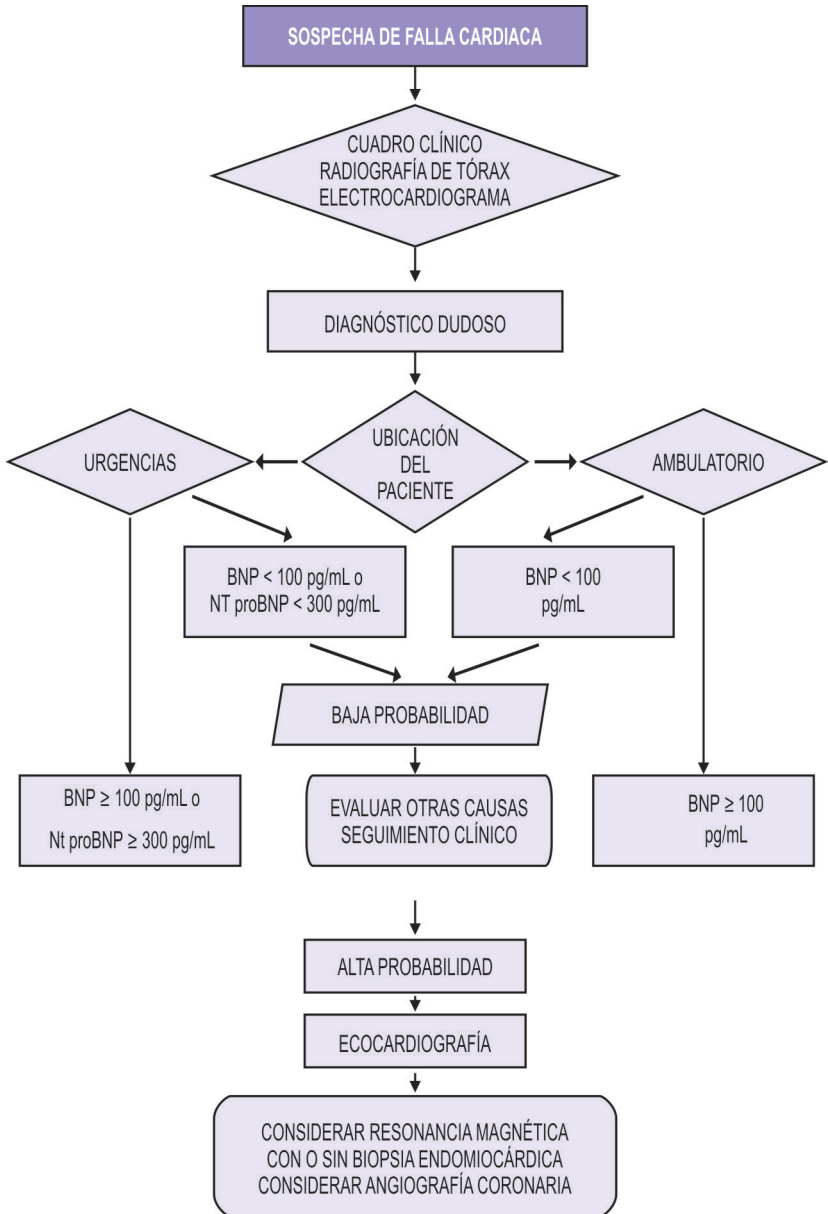 SOSPECHA DE FALLA CARDIACA
CUADRO CLÍNICO
RADIOGRAFÍA DE TÓRAX
ELECTROCARDIOGRAMA
DIAGNÓSTICO DUDOSO
URGENCIAS
UBICACIÓN
DEL
PACIENTE
AMBULATORIO
BNP < 100 pg/mL o
NT proBNP < 300 pg/mL
BNP < 100
pg/mL
BAJA PROBABILIDAD
BNP ≥ 100 pg/mL o
Nt proBNP ≥ 300 pg/mL
EVALUAR OTRAS CAUSAS
SEGUIMIENTO CLÍNICO
BNP ≥ 100
pg/mL
ALTA PROBABILIDAD
ECOCARDIOGRAFÍA
CONSIDERAR RESONANCIA MAGNÉTICA
CON O SIN BIOPSIA ENDOMIOCÁRDICA
CONSIDERAR ANGIOGRAFÍA CORONARIA